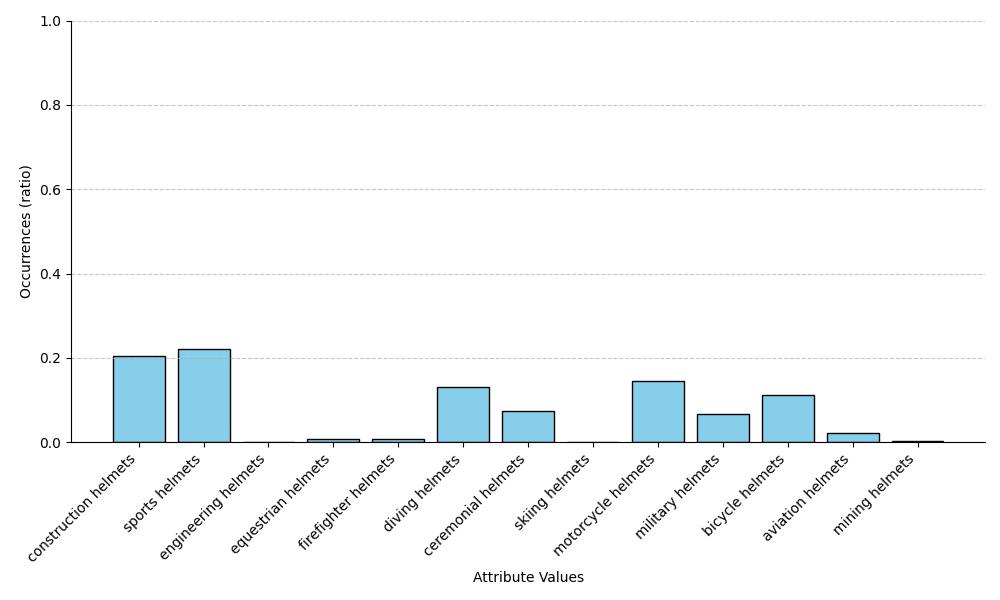 1.0
0.8
0.6
0.4
0.2
0.0
Occurrences (ratio)
construction helmets
sports helmets
engineering helmets
equestrian helmets
firefighter helmets
diving helmets
ceremonial helmets
skiing helmets
motorcycle helmets
military helmets
bicycle helmets
aviation helmets
mining helmets
Attribute Values